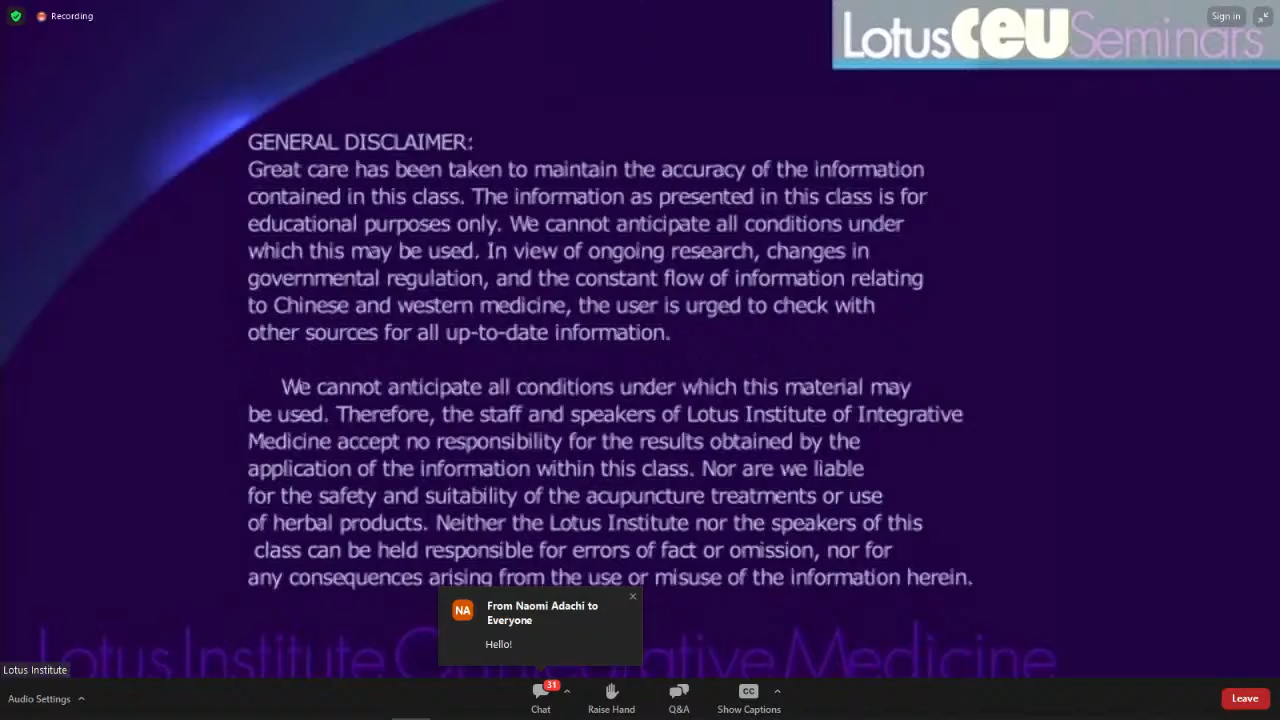 Recording
Sign in
LotusCEUSeminars
GENERAL DISCLAIMER:
Great care has been taken to maintain the accuracy of the information
contained in this class. The information as presented in this class is for
educational purposes only. We cannot anticipate all conditions under
which this may be used. In view of ongoing research, changes in
governmental regulation, and the constant flow of information relating
to Chinese and western medicine, the user is urged to check with
other sources for all up-to-date information.
We cannot anticipate all conditions under which this material may
be used. Therefore, the staff and speakers of Lotus Institute of Integrative
Medicine accept no responsibility for the results obtained by the
application of the information within this class. Nor are we liable
for the safety and suitability of the acupuncture treatments or use
of herbal products. Neither the Lotus Institute nor the speakers of this
class can be held responsible for errors of fact or omission, nor for
any consequences arising from the use or misuse of the information herein.
NA
From Naomi Adachi to
Everyone
Hello!
Lotus Institute Medicine
Lotus Institute
Audio Settings
31
Chat
Raise Hand
Q&A
CC
Show Captions
Leave